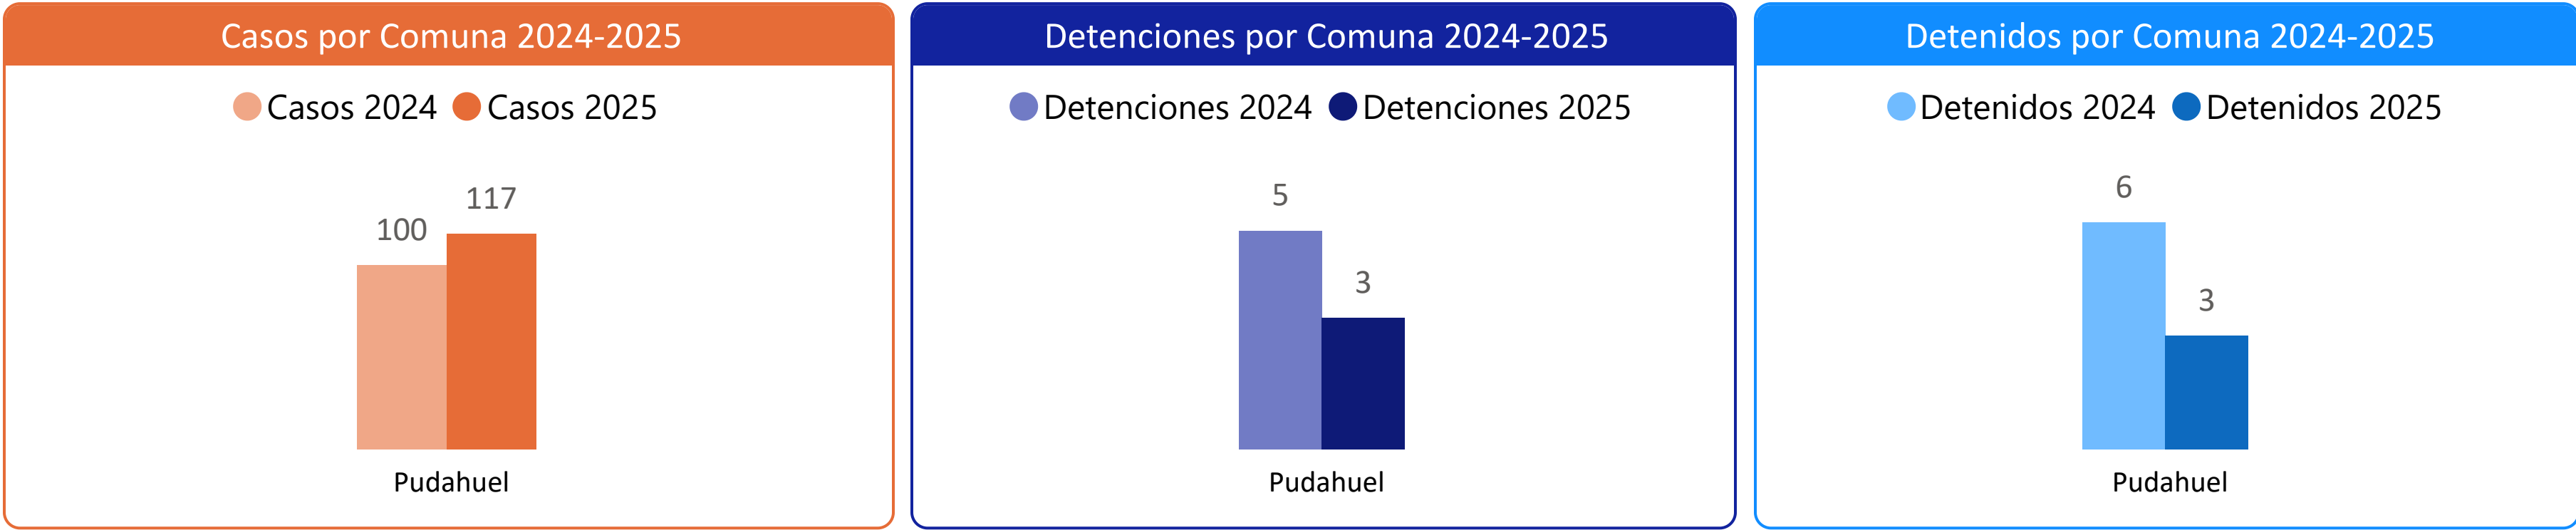 Casos por Comuna 2024-2025
Casos 2024 Casos 2025
100
117
Pudahuel
Detenciones por Comuna 2024-2025
Detenciones 2024 Detenciones 2025
5
3
Pudahuel
Detenidos por Comuna 2024-2025
Detenidos 2024 Detenidos 2025
6
3
Pudahuel